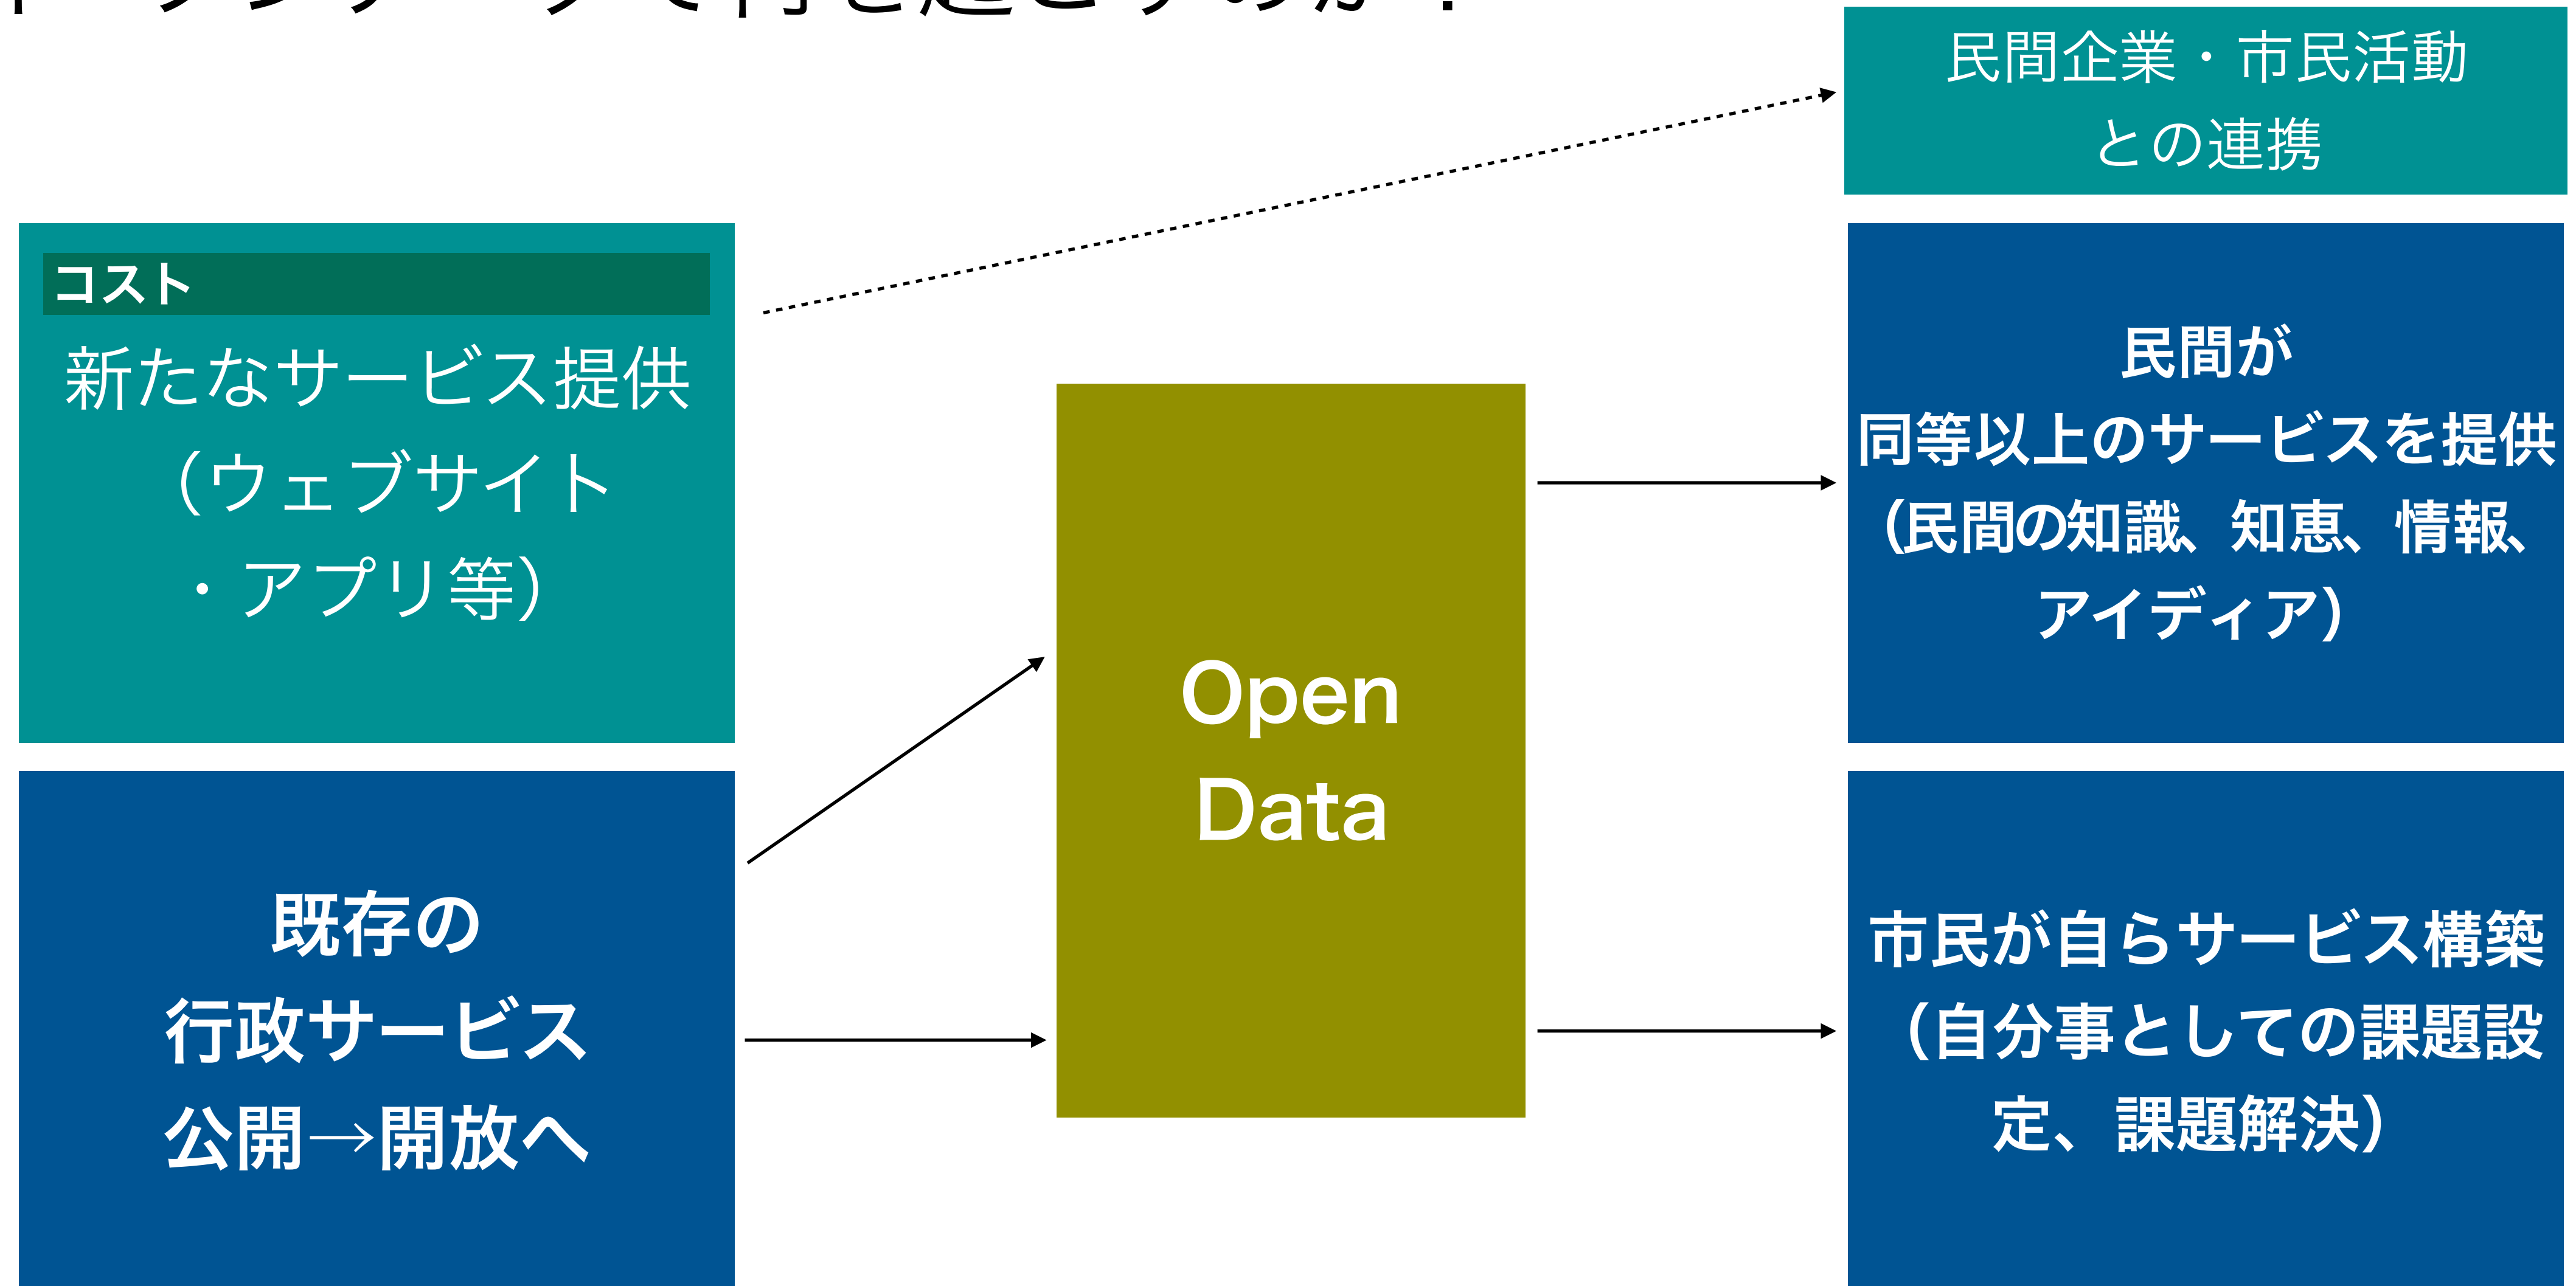 民間企業・市民活動
との連携
コスト
新たなサービス提供
（ウェブサイト
・アプリ等）
既存の
行政サービス
公開→開放へ
Open
Data
民間が
同等以上のサービスを提供
（民間の知識、知恵、情報、
アイディア）
市民が自らサービス構築
（自分事としての課題設
定、課題解決）